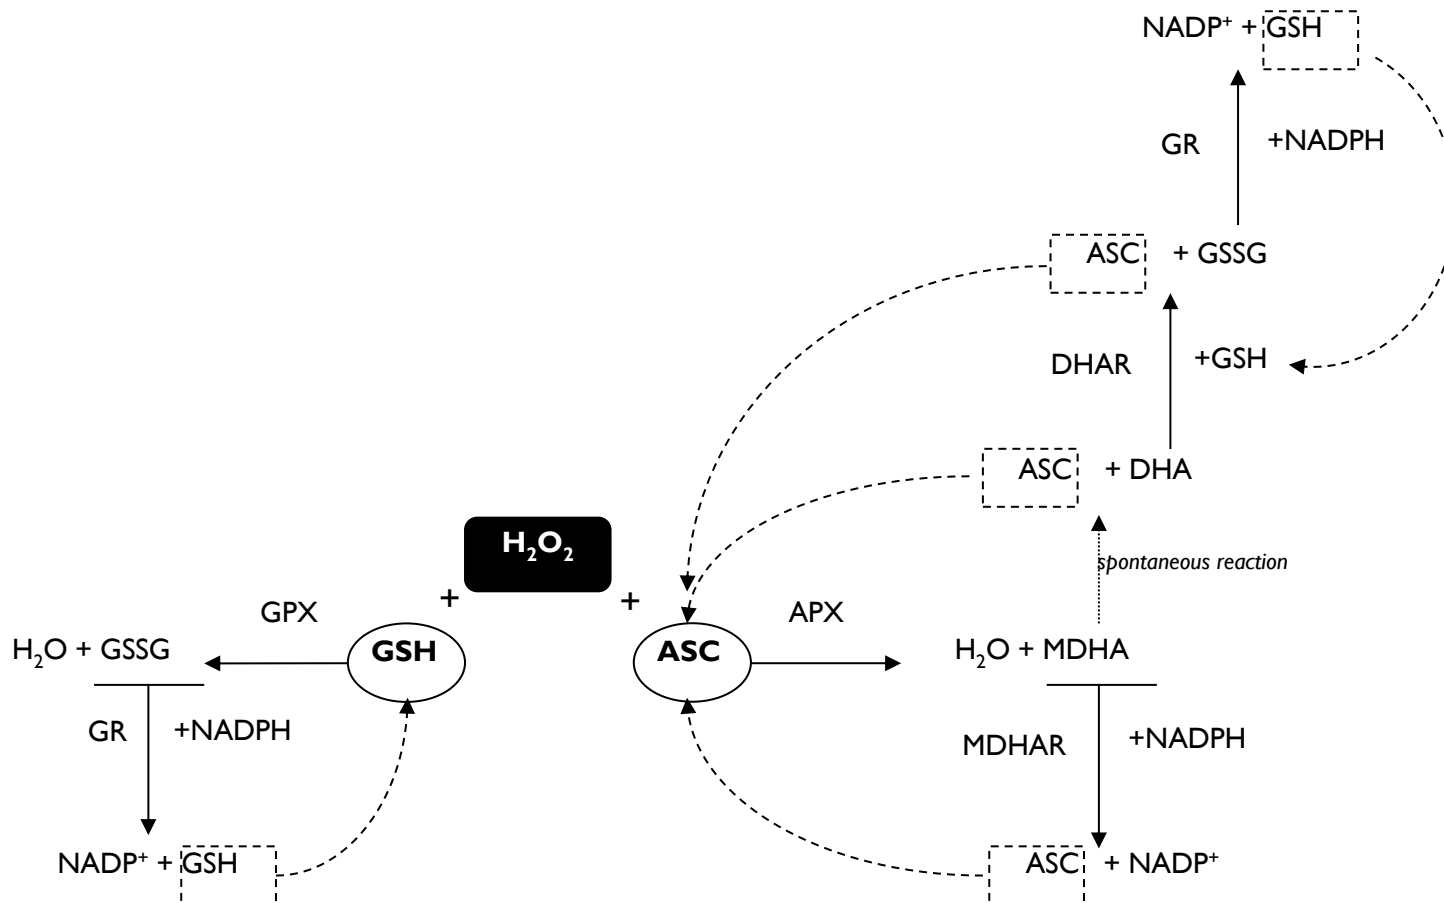 NADP⁺ + GSH
GR
+NADPH
ASC + GSSG
DHAR
+GSH
ASC + DHA
H₂O₂
spontaneous reaction
+
+
GPX
APX
H₂O + GSSG
GSH
ASC
H₂O + MDHA
GR
+NADPH
MDHAR
+NADPH
NADP⁺ + GSH
ASC + NADP⁺